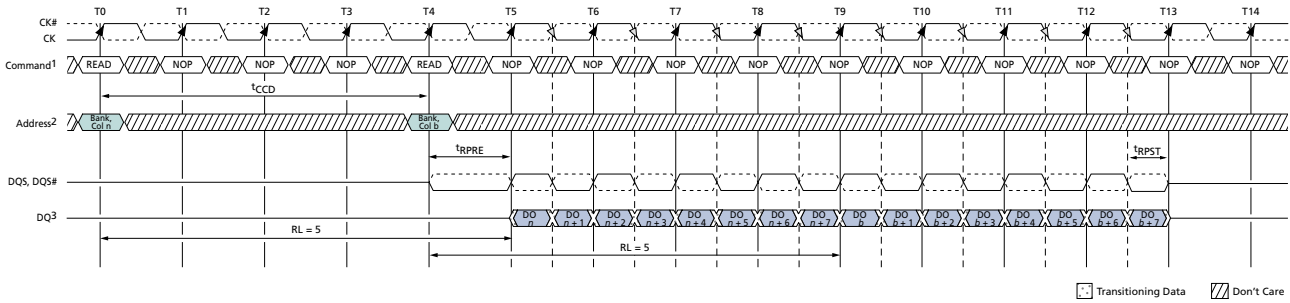 T0 T1 T2 T3 T4 T5 T6 T7 T8 T9 T10 T11 T12 T13 T14
CK#
CK
Command1 READ NOP NOP NOP READ NOP NOP NOP NOP NOP NOP NOP NOP NOP NOP
tCCD
Address2 Bank, Col n Bank, Col b
tRPRE tRPST
DQS, DQS#
DQ3 DO n DO n + 1 DO n + 2 DO n + 3 DO n + 4 DO n + 5 DO n + 6 DO n + 7 DO b DO b + 1 DO b + 2 DO b + 3 DO b + 4 DO b + 5 DO b + 6 DO b + 7
RL = 5
RL = 5
Transitioning Data Don't Care